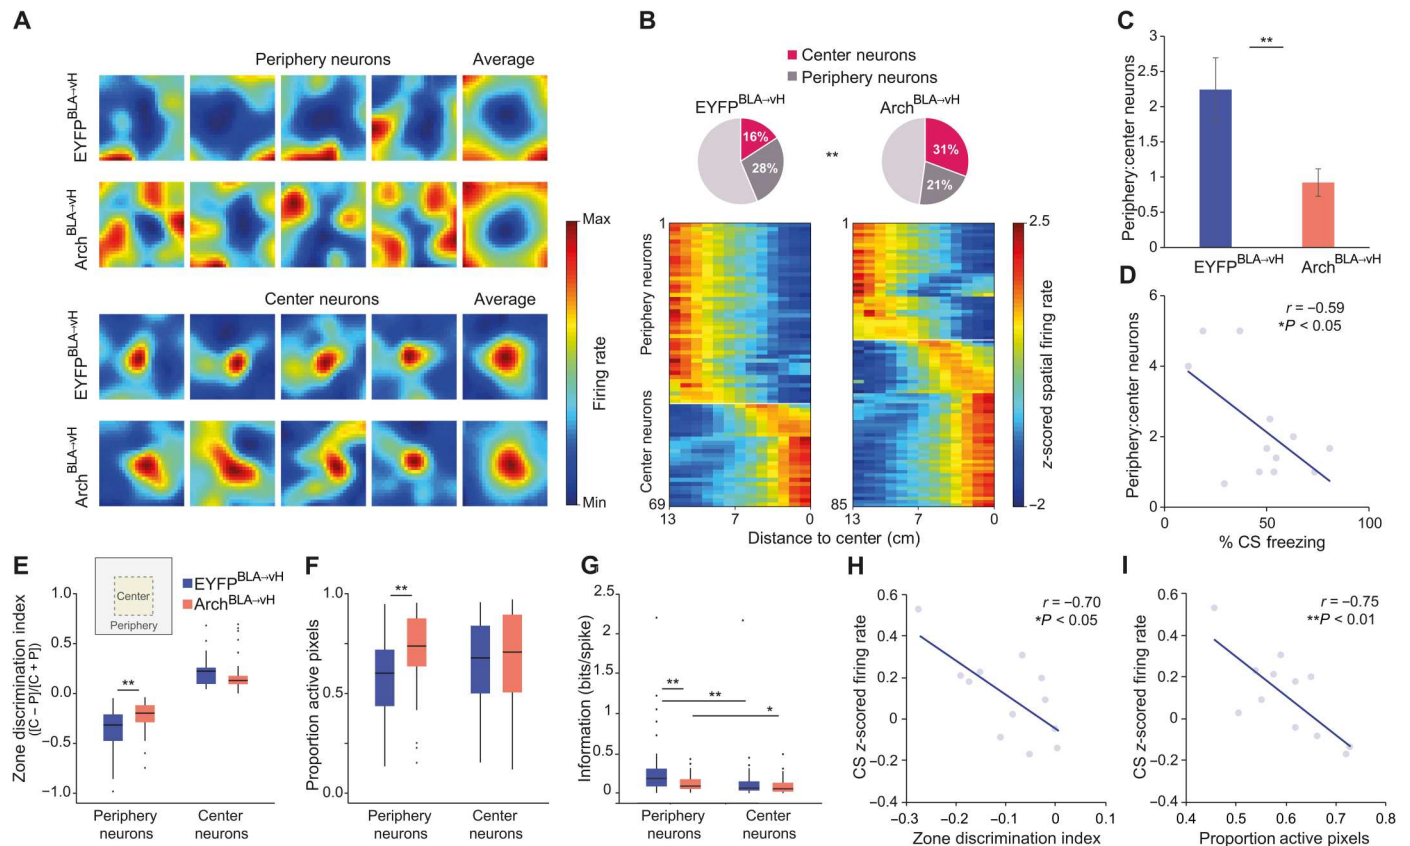 A
Periphery neurons
Average
EYFP^BLA→vH
Arch^BLA→vH
Center neurons
Average
EYFP^BLA→vH
Arch^BLA→vH
Max
Firing rate
Min
B
Center neurons
Periphery neurons
EYFP^BLA→vH
Arch^BLA→vH
16%
28%
**
31%
21%
1
1
Periphery neurons
Center neurons
69
85
13
7
0
13
7
0
Distance to center (cm)
2.5
z-scored spatial firing rate
−2
C
Periphery:center neurons
3
2.5
2
1.5
1
0.5
0
**
EYFP^BLA→vH
Arch^BLA→vH
D
Periphery:center neurons
6
4
2
0
r = −0.59
*P < 0.05
0
50
100
% CS freezing
E
Zone discrimination index
([C − P]/[C + P])
1.0
0.5
0.0
−0.5
−1.0
Center
Periphery
EYFP^BLA→vH
Arch^BLA→vH
**
Periphery
neurons
Center
neurons
F
Proportion active pixels
1.0
0.5
0.0
**
Periphery
neurons
Center
neurons
G
Information (bits/spike)
2.5
2
1.5
1
0.5
0
**
**
*
Periphery
neurons
Center
neurons
H
CS z-scored firing rate
0.6
0.4
0.2
0
−0.2
−0.4
r = −0.70
*P < 0.05
−0.3
−0.2
−0.1
0
0.1
Zone discrimination index
I
CS z-scored firing rate
0.6
0.4
0.2
0
−0.2
−0.4
r = −0.75
**P < 0.01
0.4
0.5
0.6
0.7
0.8
Proportion active pixels